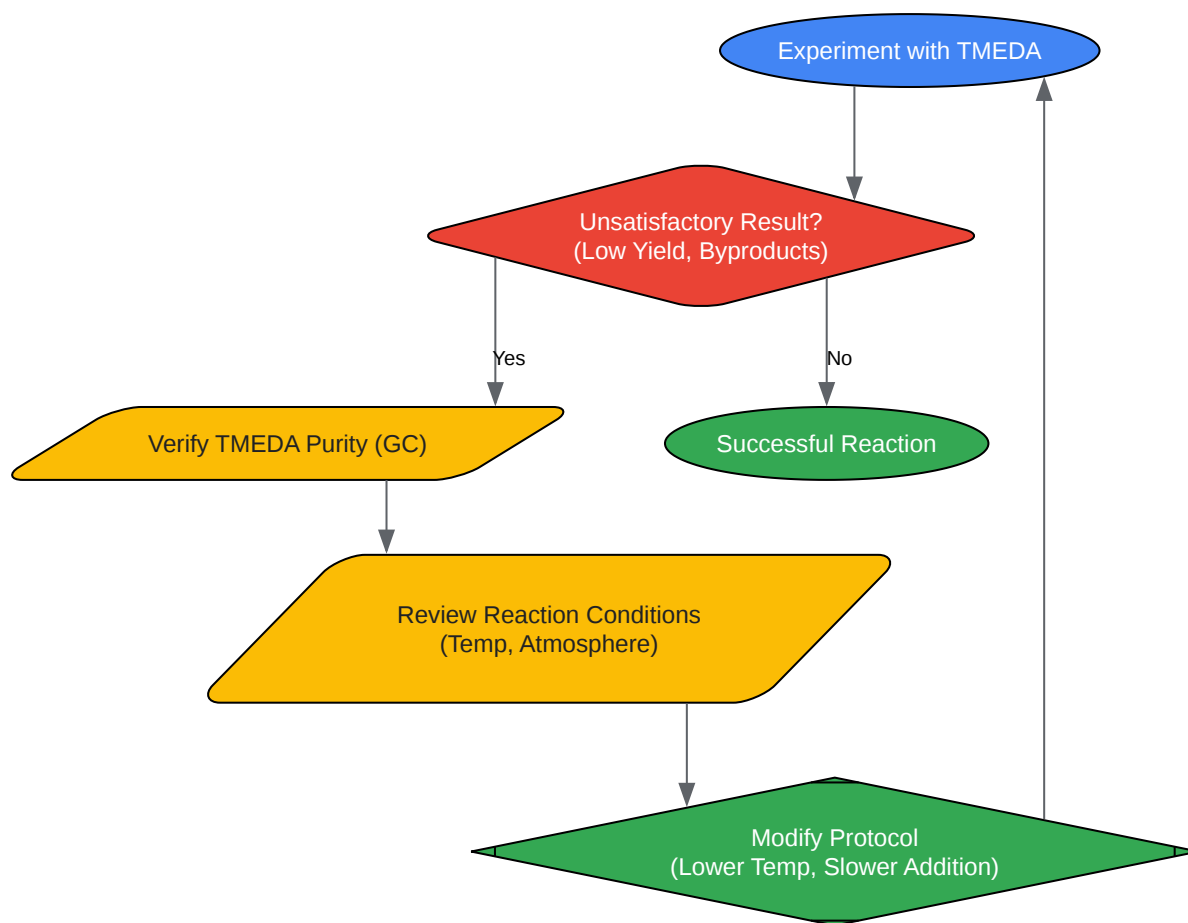 Experiment with TMEDA
Unsatisfactory Result?
(Low Yield, Byproducts)
Yes
No
Verify TMEDA Purity (GC)
Successful Reaction
Review Reaction Conditions
(Temp, Atmosphere)
Modify Protocol
(Lower Temp, Slower Addition)